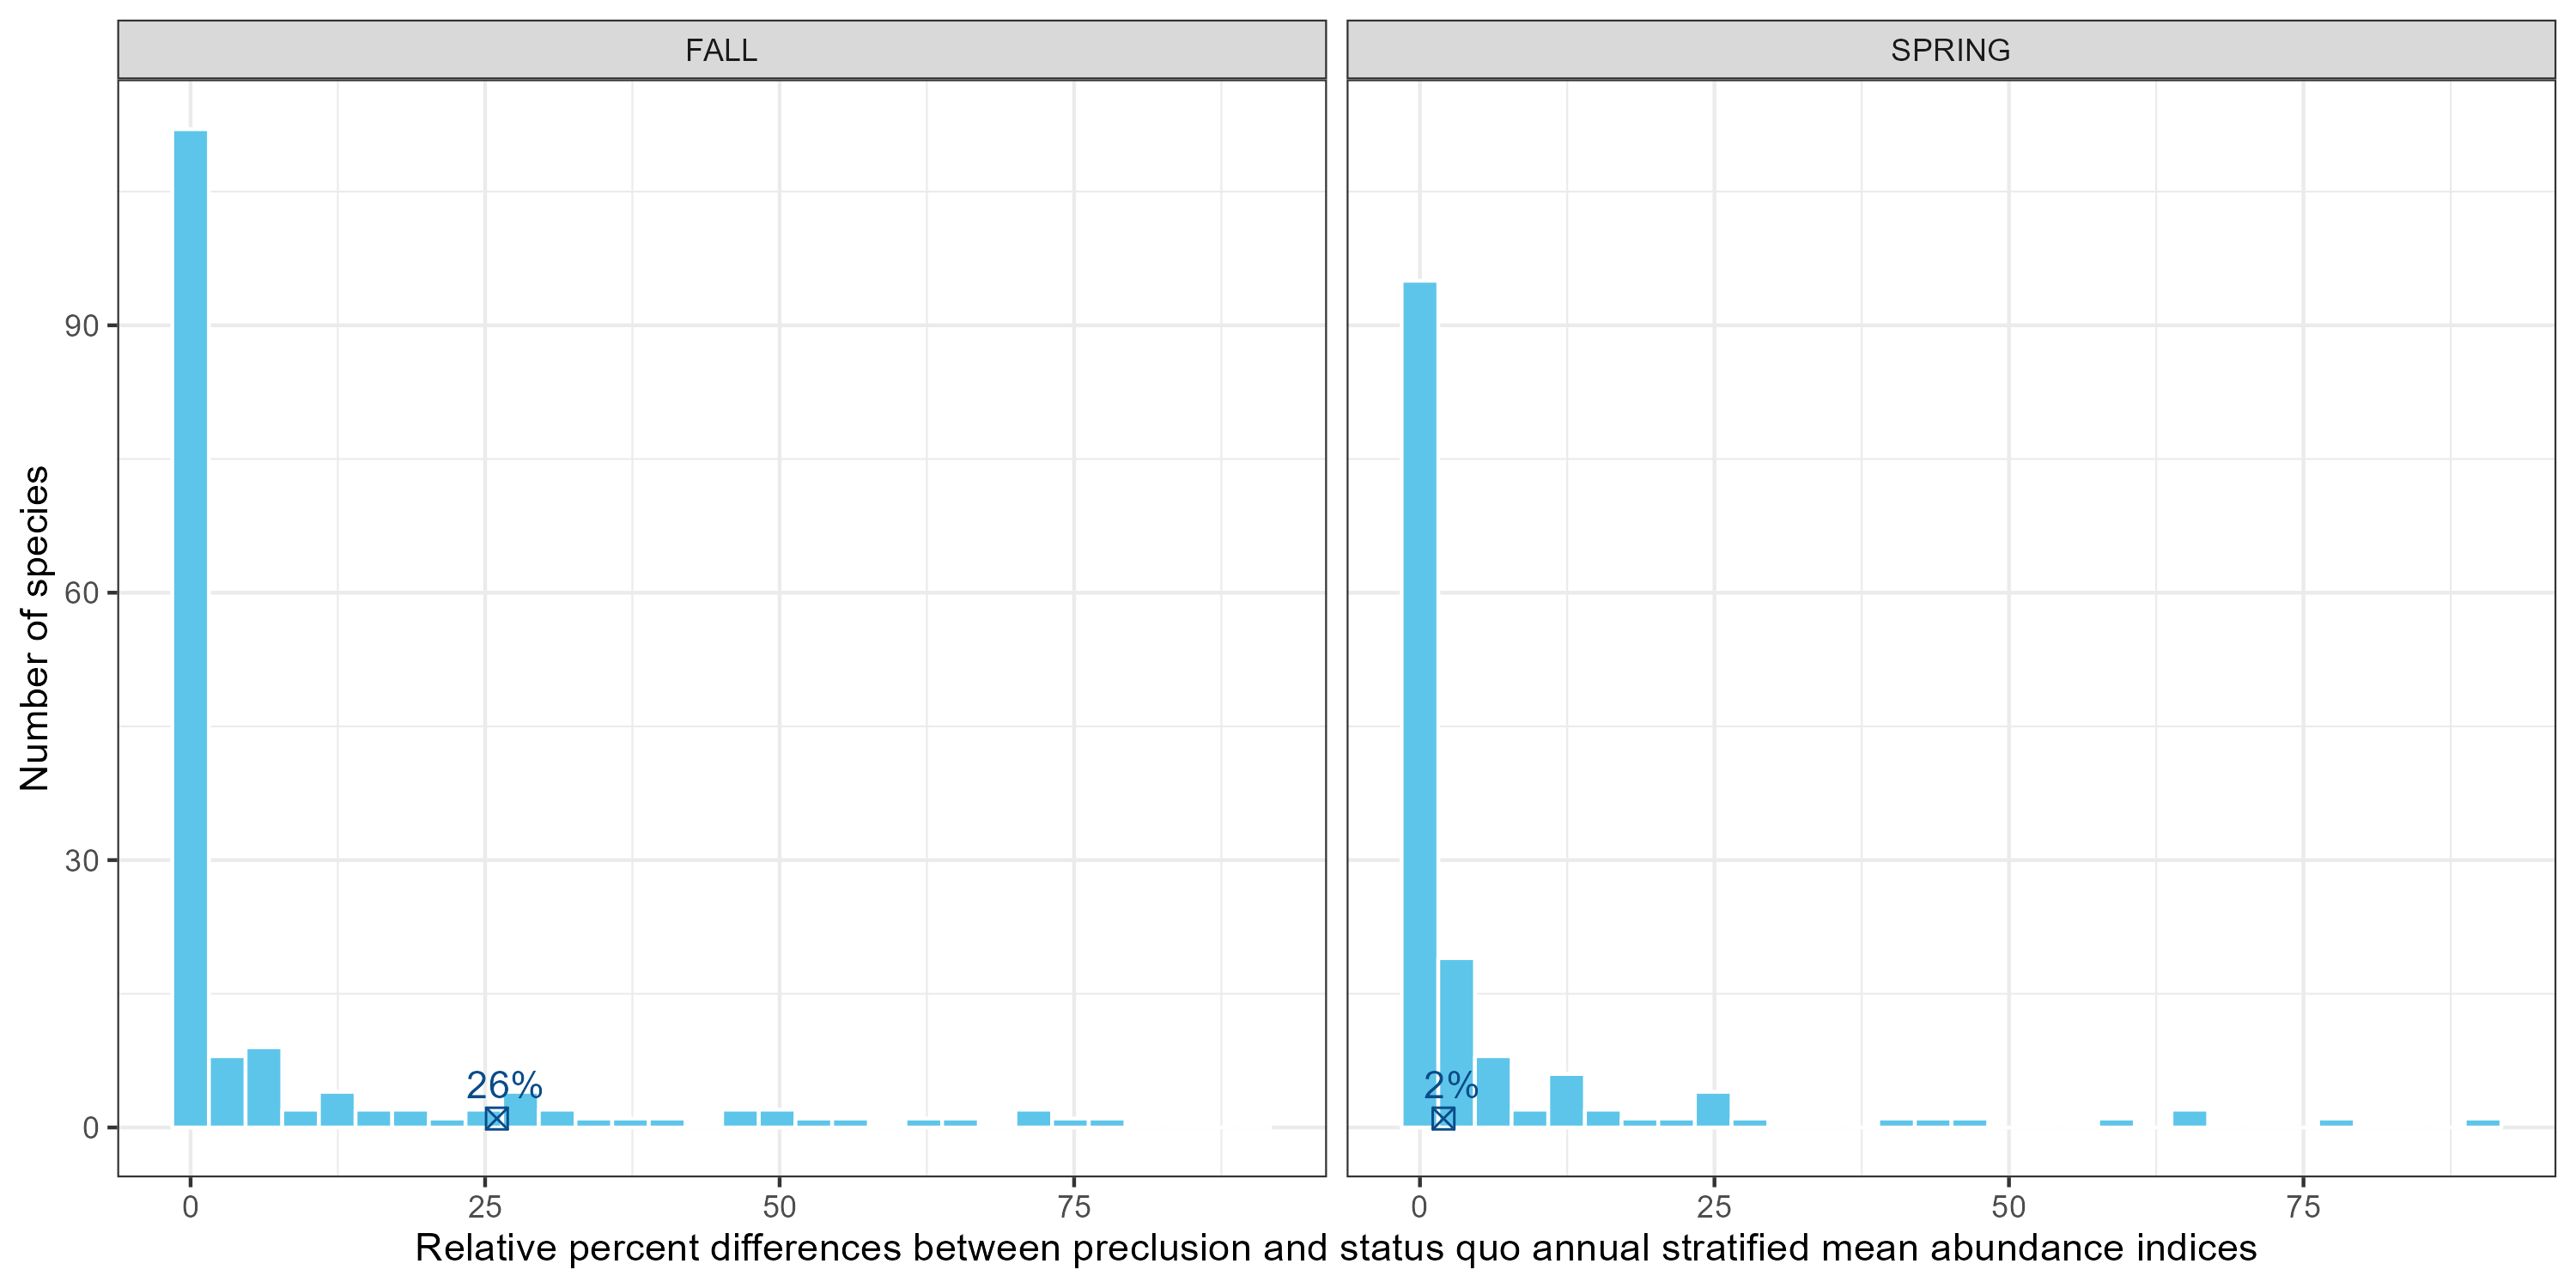 FALL
SPRING
Number of species
90
60
30
0
26%
2%
0 25 50 75
0 25 50 75
Relative percent differences between preclusion and status quo annual stratified mean abundance indices